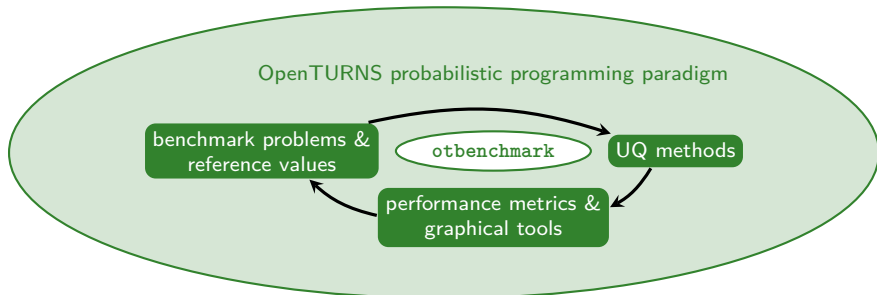 OpenTURNS probabilistic programming paradigm
benchmark problems &
reference values
otbenchmark
UQ methods
performance metrics &
graphical tools